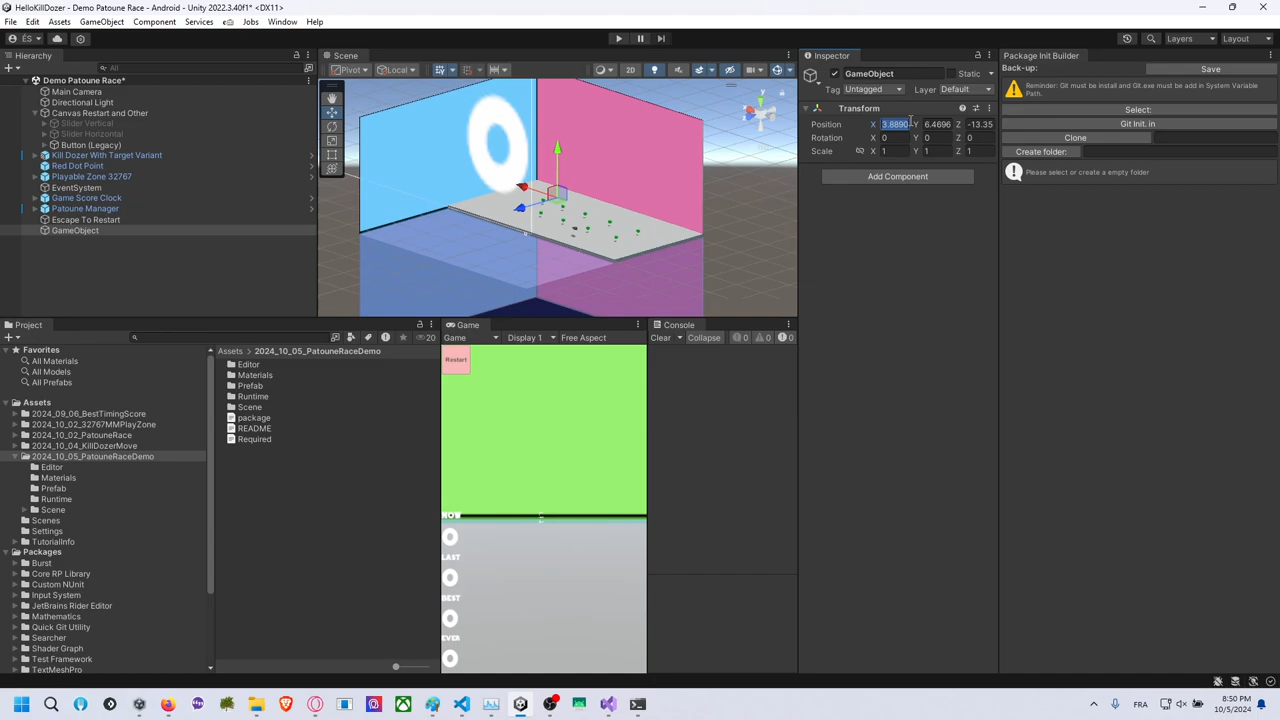 HelloKillDozer - Demo Patoune Race - Android - Unity 2022.3.40f1* <DX11>
File Edit Assets GameObject Component Services Window Help
ÉS Layers Layout
Hierarchy
All
Demo Patoune Race*
Main Camera
Directional Light
Canvas Restart and Other
Slider Vertical
Slider Horizontal
Button (Legacy)
Kill Dozer With Target Variant
Red Dot Point
Playable Zone 32767
EventSystem
Game Score Clock
Patoune Manager
Escape To Restart
GameObject
Scene
Pivot Local 2D
Inspector
GameObject Static
Tag Untagged Layer Default
Transform
Position X 3.8890 Y 6.4696 Z -13.35
Rotation X 0 Y 0 Z 0
Scale X 1 Y 1 Z 1
Add Component
Package Init Builder
Back-up: Save
Reminder: Git must be install and Git.exe must be add in System Variable Path.
Select:
Git Init. in
Clone
Create folder:
Please select or create a empty folder
Project
20
Favorites
All Materials
All Models
All Prefabs
Assets
2024_09_06_BestTimingScore
2024_10_02_32767MMPlayZone
2024_10_02_PatouneRace
2024_10_04_KillDozerMove
2024_10_05_PatouneRaceDemo
Editor
Materials
Prefab
Runtime
Scene
Scenes
Settings
TutorialInfo
Packages
Burst
Core RP Library
Custom NUnit
Input System
JetBrains Rider Editor
Mathematics
Quick Git Utility
Searcher
Shader Graph
Test Framework
TextMeshPro
Assets > 2024_10_05_PatouneRaceDemo
Editor
Materials
Prefab
Runtime
Scene
package
README
Required
Game
Game Display 1 Free Aspect
Restart
NOW
0
LAST
0
BEST
0
EVER
0
Console
Clear Collapse 0 0 0
FRA 8:50 PM
10/5/2024